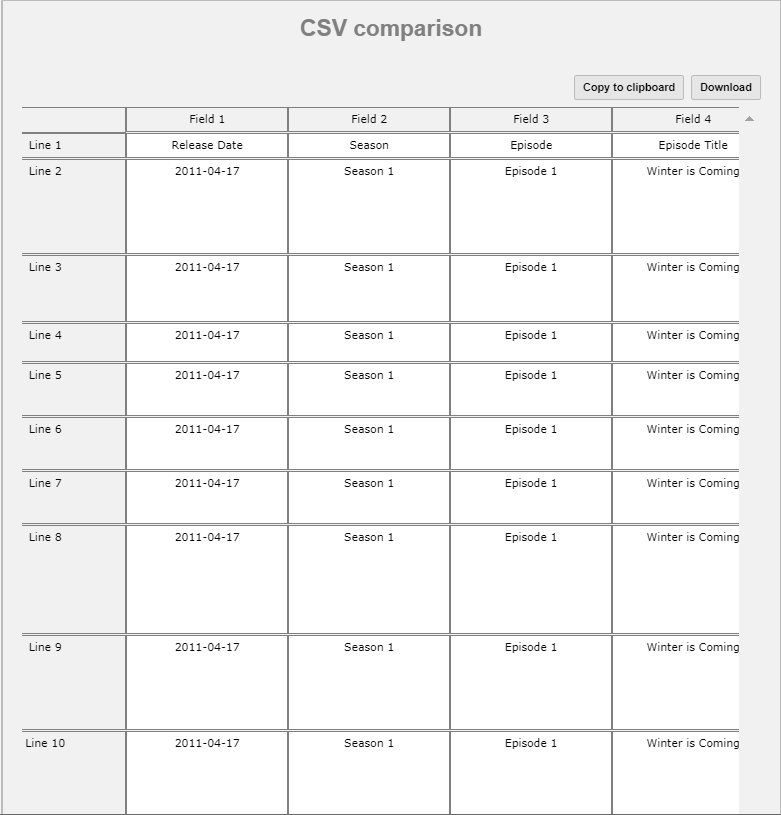 CSV comparison
Copy to clipboard Download
Field 1 Field 2 Field 3 Field 4
Line 1 Release Date Season Episode Episode Title
Line 2 2011-04-17 Season 1 Episode 1 Winter is Coming
Line 3 2011-04-17 Season 1 Episode 1 Winter is Coming
Line 4 2011-04-17 Season 1 Episode 1 Winter is Coming
Line 5 2011-04-17 Season 1 Episode 1 Winter is Coming
Line 6 2011-04-17 Season 1 Episode 1 Winter is Coming
Line 7 2011-04-17 Season 1 Episode 1 Winter is Coming
Line 8 2011-04-17 Season 1 Episode 1 Winter is Coming
Line 9 2011-04-17 Season 1 Episode 1 Winter is Coming
Line 10 2011-04-17 Season 1 Episode 1 Winter is Coming